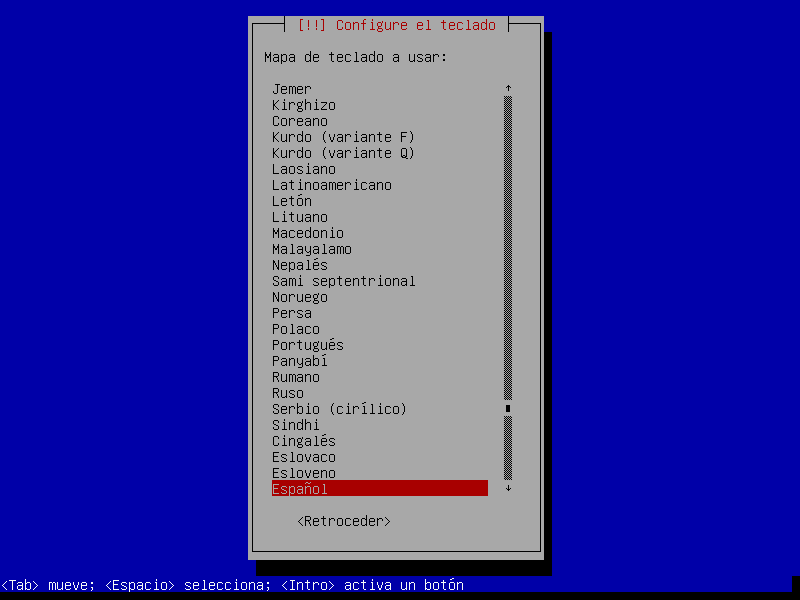 [!!] Configure el teclado
Mapa de teclado a usar:
Jemer
Kirghizo
Coreano
Kurdo (variante F)
Kurdo (variante Q)
Laosiano
Latinoamericano
Letón
Lituano
Macedonio
Malayalamo
Nepalés
Sami septentrional
Noruego
Persa
Polaco
Portugués
Panyabí
Rumano
Ruso
Serbio (cirílico)
Sindhi
Cingalés
Eslovaco
Esloveno
Español
<Retroceder>
<Tab> mueve; <Espacio> selecciona; <Intro> activa un botón